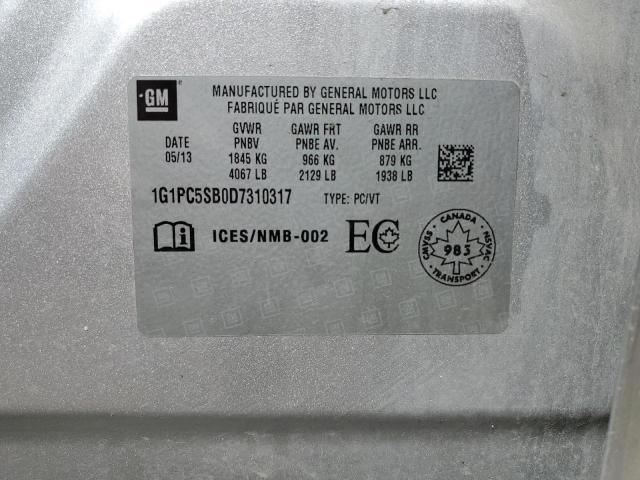 GM
MANUFACTURED BY GENERAL MOTORS LLC
FABRIQUÉ PAR GENERAL MOTORS LLC
DATE
05/13
GVWR
PNBV
1845 KG
4067 LB
GAWR FRT
PNBE AV.
966 KG
2129 LB
GAWR RR
PNBE ARR.
879 KG
1938 LB
1G1PC5SB0D7310317 TYPE: PC/VT
ICES/NMB-002 EC
CANADA
CMVSS 983 NSVAC
TRANSPORT